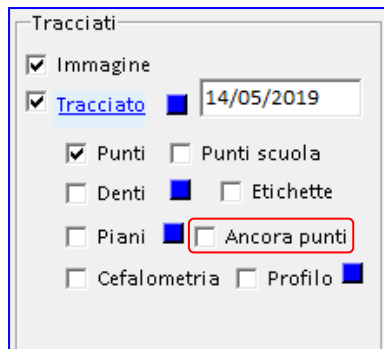 Tracciati
Immagine
Tracciato 14/05/2019
Punti Punti scuola
Denti Etichette
Piani Ancora punti
Cefalometria Profilo